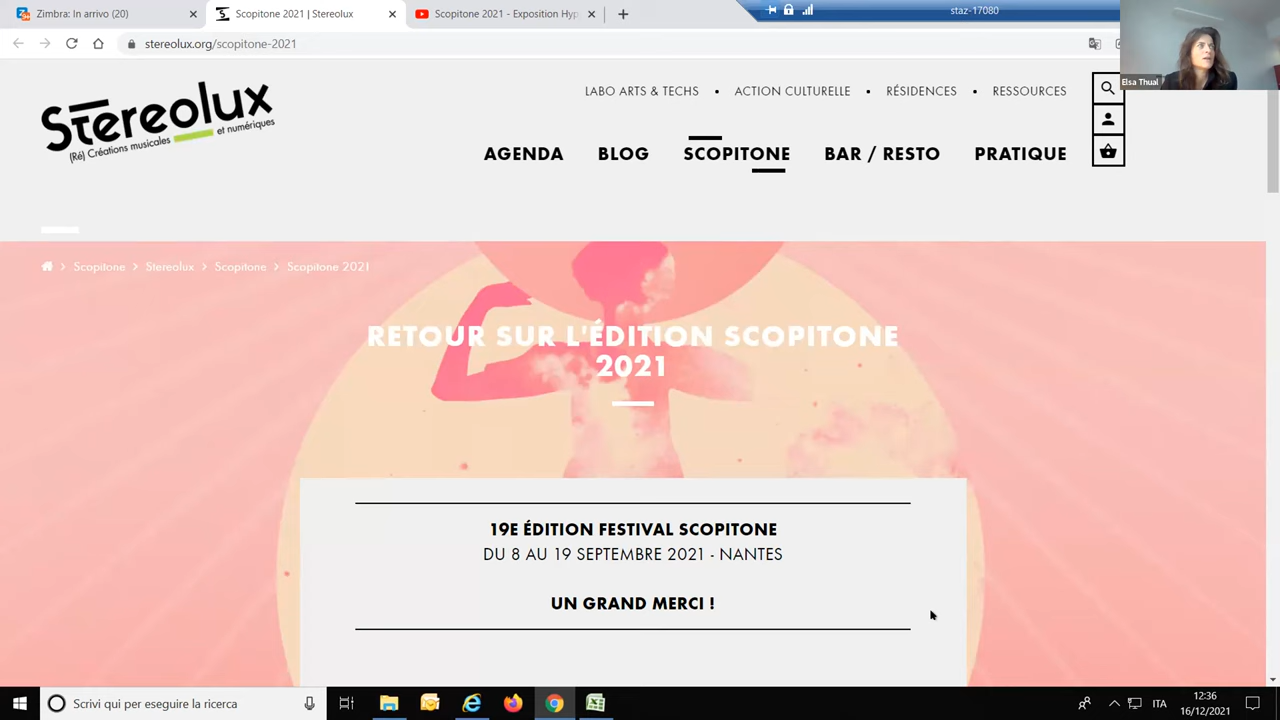 Zimbra: In arrivo (20)
Scopitone 2021 | Stereolux
Scopitone 2021 - Exposition Hyp
staz-17080
stereolux.org/scopitone-2021
Elsa Thual
Stereolux
(Ré) Créations musicales et numériques
LABO ARTS & TECHS • ACTION CULTURELLE • RÉSIDENCES • RESSOURCES
AGENDA BLOG SCOPITONE BAR / RESTO PRATIQUE
Scopitone > Stereolux > Scopitone > Scopitone 2021
RETOUR SUR L'ÉDITION SCOPITONE
2021
19E ÉDITION FESTIVAL SCOPITONE
DU 8 AU 19 SEPTEMBRE 2021 - NANTES
UN GRAND MERCI !
Scrivi qui per eseguire la ricerca
ITA
12:36
16/12/2021